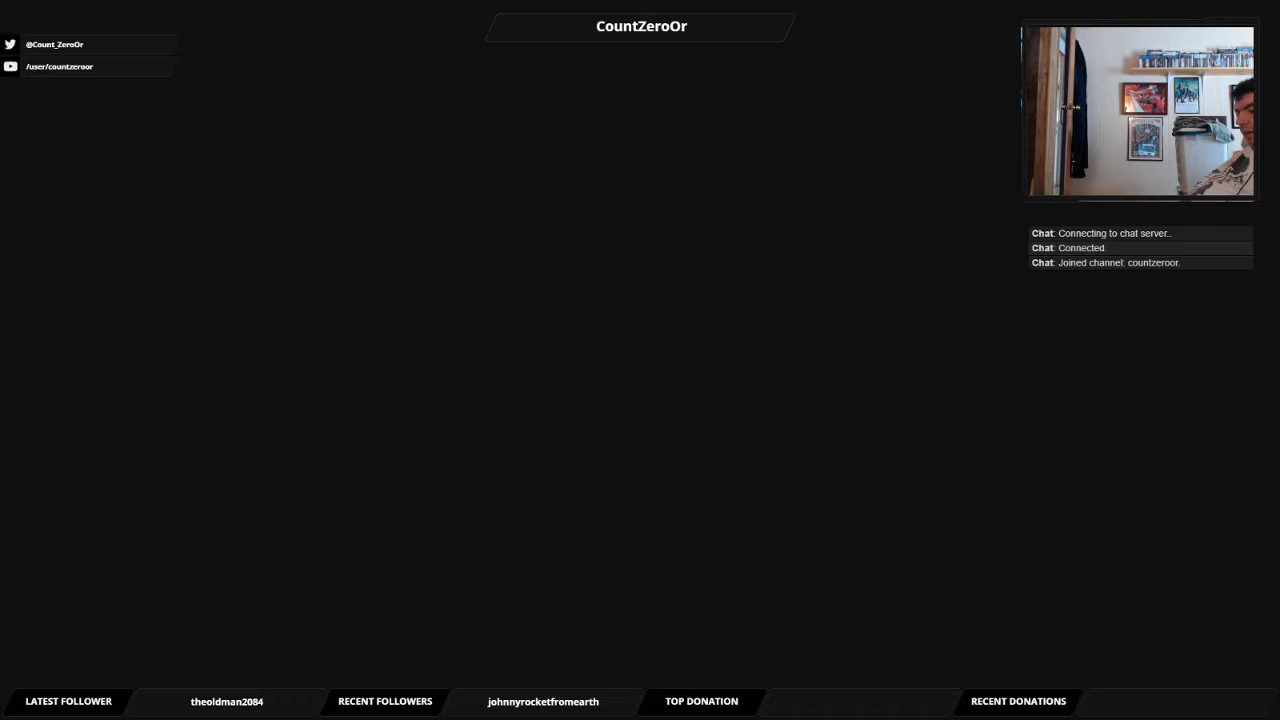 CountZeroOr
@Count_ZeroOr
/user/countzeroor
Chat: Connecting to chat server..
Chat: Connected.
Chat: Joined channel: countzeroor.
LATEST FOLLOWER
theoldman2084
RECENT FOLLOWERS
johnnyrocketfromearth
TOP DONATION
RECENT DONATIONS